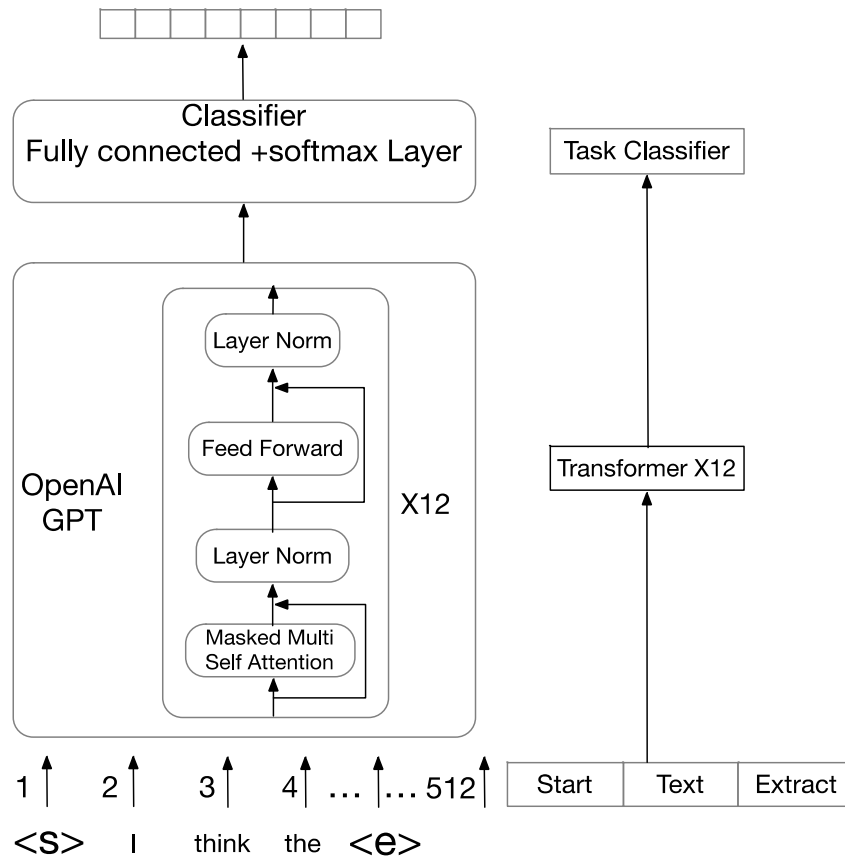 Classifier
Fully connected +softmax Layer
Layer Norm
Feed Forward
OpenAI
GPT
X12
Layer Norm
Masked Multi
Self Attention
1 2 3 4 ... ... 512
<s> I think the <e>
Task Classifier
Transformer X12
Start Text Extract